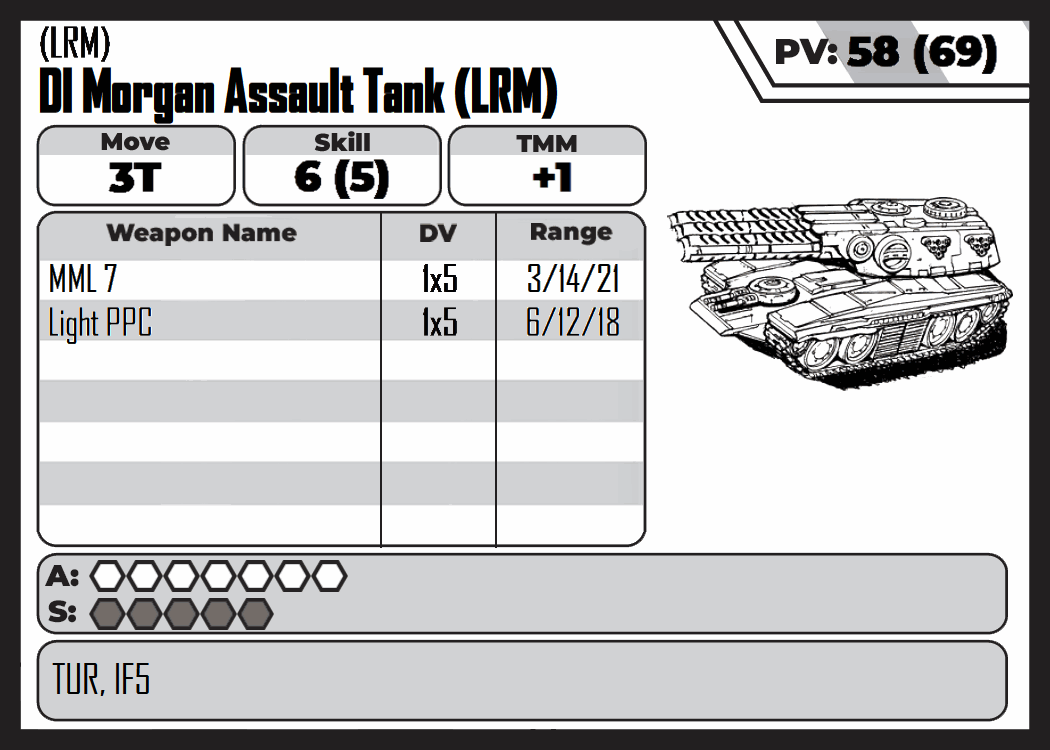 (LRM)
PV: 58 (69)
DI Morgan Assault Tank (LRM)
Move Skill TMM
3T 6 (5) +1
Weapon Name DV Range
MML 7 1x5 3/14/21
Light PPC 1x5 6/12/18
A:
S:
TUR, IF5